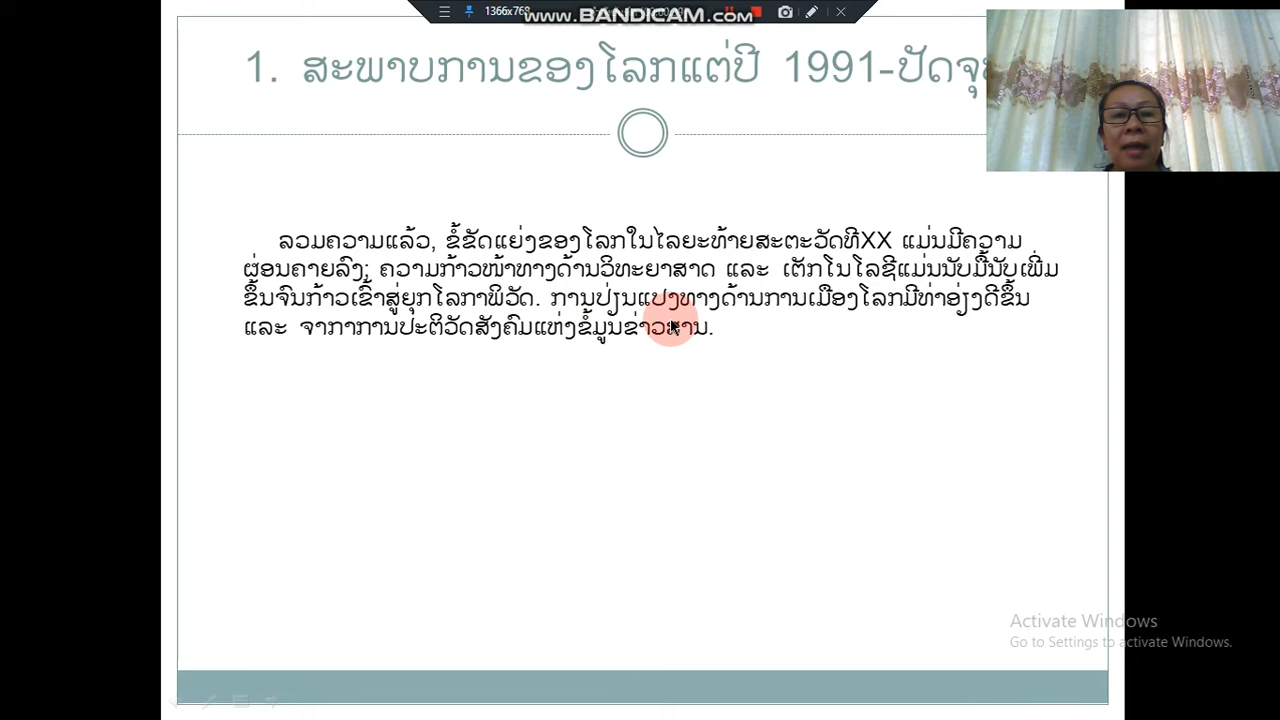 1366x768
www.BANDICAM.com
1. ສະພາບການຂອງໂລກແຕ່ປີ 1991-ປັດຈຸ
ລວມຄວາມແລ້ວ, ຂໍ້ຂັດແຍ່ງຂອງໂລກໃນໄລຍະທ້າຍສະຕະວັດທີXX ແມ່ນມີຄວາມ
ຜ່ອນຄາຍລົງ; ຄວາມກ້າວໜ້າທາງດ້ານວິທະຍາສາດ ແລະ ເຕັກໂນໂລຊີແມ່ນນັບມື້ນັບເພີ່ມ
ຂຶ້ນຈົນກ້າວເຂົ້າສູ່ຍຸກໂລກາພິວັດ. ການປ່ຽນແປງທາງດ້ານການເມືອງໂລກມີທ່າອ່ຽງດີຂຶ້ນ
ແລະ ຈາກາການປະຕິວັດສັງຄົມແຫ່ງຂໍ້ມູນຂ່າວສານ.
Activate Windows
Go to Settings to activate Windows.